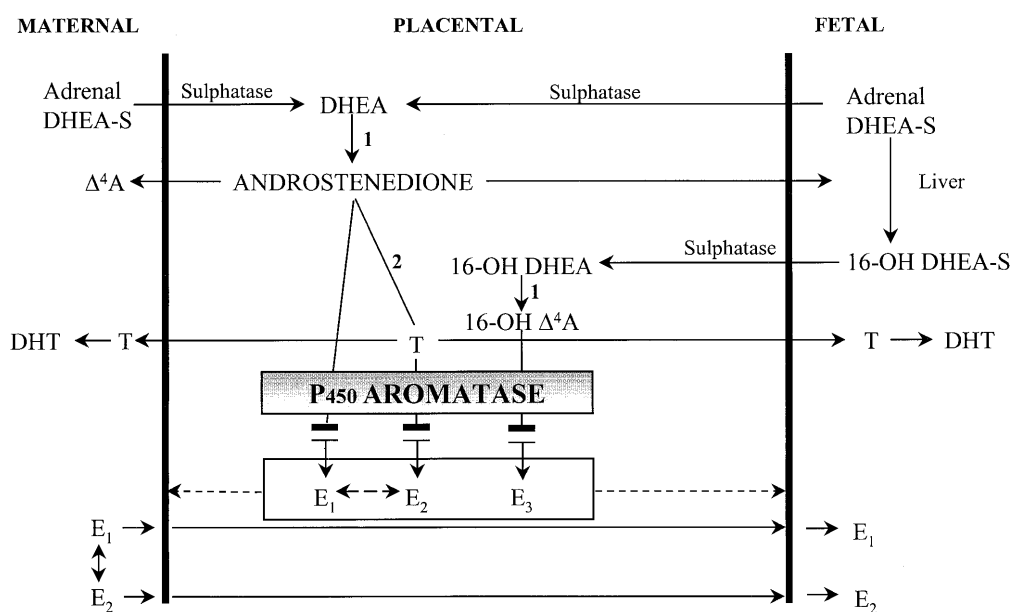 MATERNAL PLACENTAL FETAL
Adrenal
DHEA-S
Sulphatase
DHEA
Sulphatase
Adrenal
DHEA-S
1
Δ⁴A
ANDROSTENEDIONE
Liver
2
16-OH DHEA
Sulphatase
16-OH DHEA-S
1
16-OH Δ⁴A
DHT T T T DHT
P450 AROMATASE
E₁ E₂ E₃
E₁ E₁
E₂ E₂